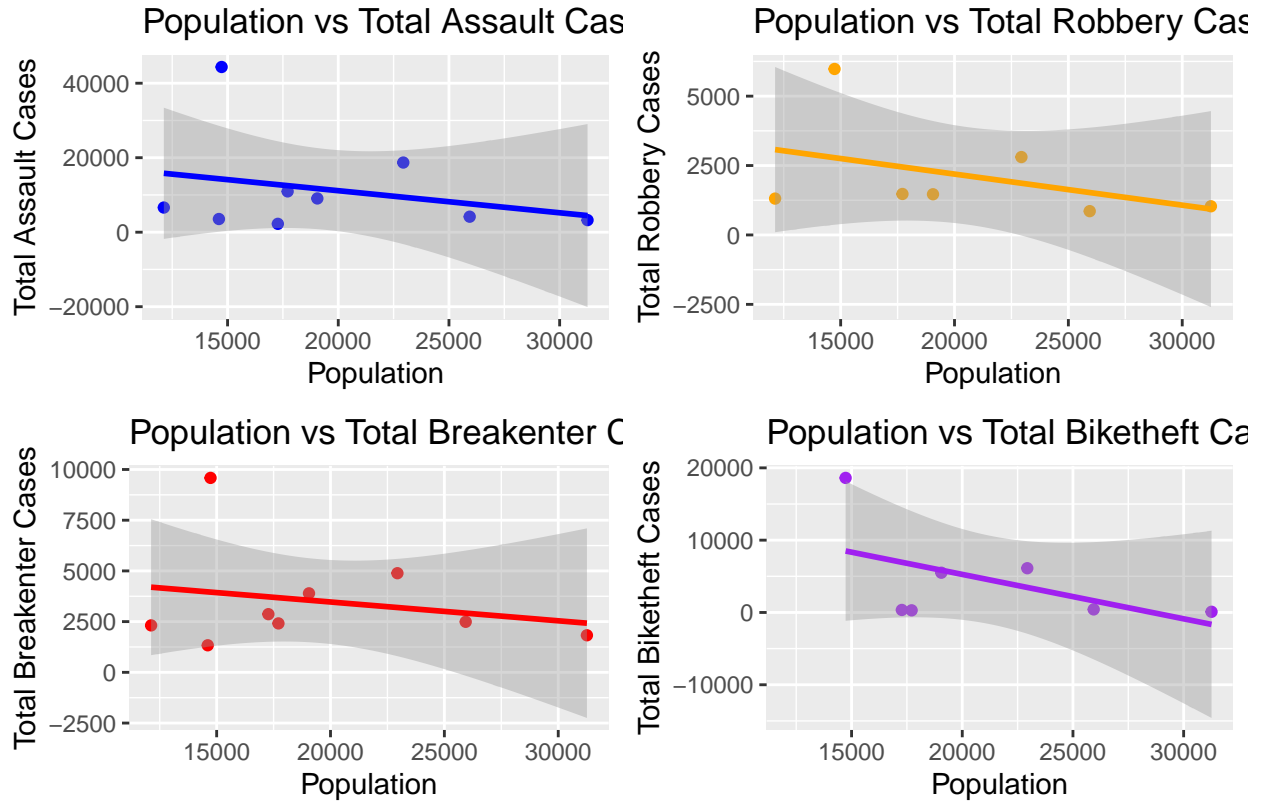 Population vs Total Assault Cas
Total Assault Cases
40000
20000
0
−20000
15000 20000 25000 30000
Population
Population vs Total Robbery Cas
Total Robbery Cases
5000
2500
0
−2500
15000 20000 25000 30000
Population
Population vs Total Breakenter C
Total Breakenter Cases
10000
7500
5000
2500
0
−2500
15000 20000 25000 30000
Population
Population vs Total Biketheft Ca
Total Biketheft Cases
20000
10000
0
−10000
15000 20000 25000 30000
Population